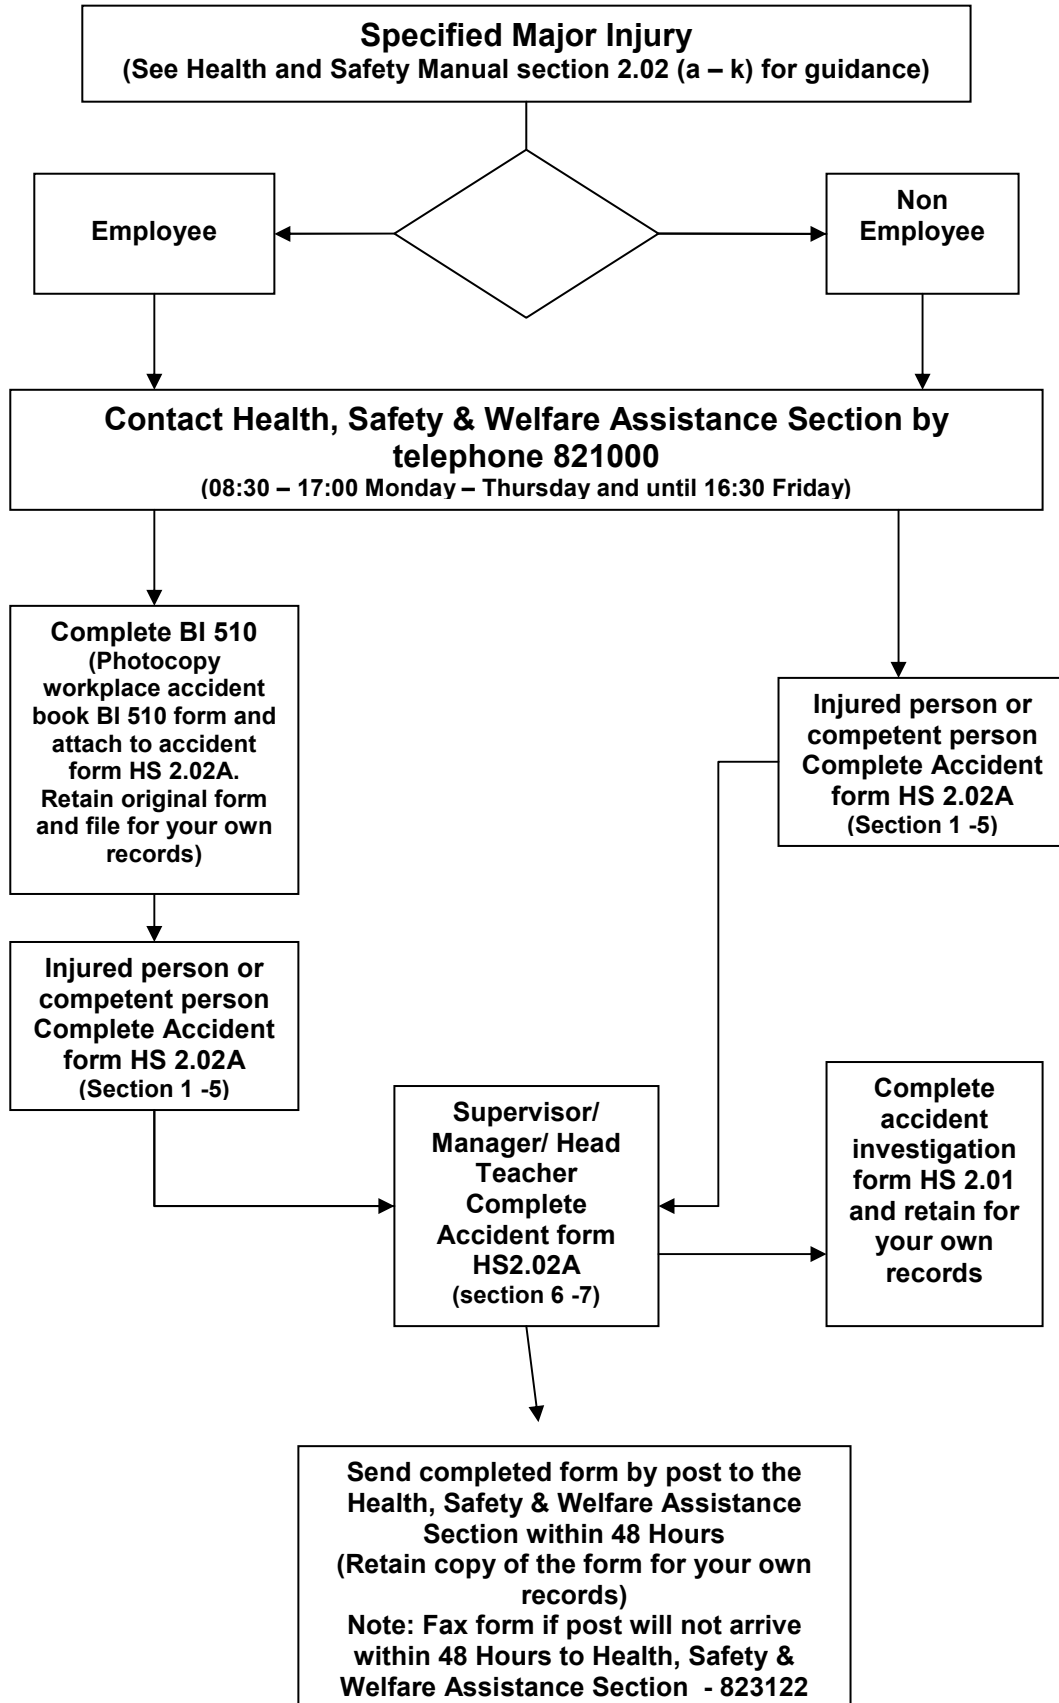 Specified Major Injury
(See Health and Safety Manual section 2.02 (a – k) for guidance)
Employee
Non
Employee
Contact Health, Safety & Welfare Assistance Section by
telephone 821000
(08:30 – 17:00 Monday – Thursday and until 16:30 Friday)
Complete BI 510
(Photocopy
workplace accident
book BI 510 form and
attach to accident
form HS 2.02A.
Retain original form
and file for your own
records)
Injured person or
competent person
Complete Accident
form HS 2.02A
(Section 1 -5)
Injured person or
competent person
Complete Accident
form HS 2.02A
(Section 1 -5)
Supervisor/
Manager/ Head
Teacher
Complete
Accident form
HS2.02A
(section 6 -7)
Complete
accident
investigation
form HS 2.01
and retain for
your own
records
Send completed form by post to the
Health, Safety & Welfare Assistance
Section within 48 Hours
(Retain copy of the form for your own
records)
Note: Fax form if post will not arrive
within 48 Hours to Health, Safety &
Welfare Assistance Section  - 823122